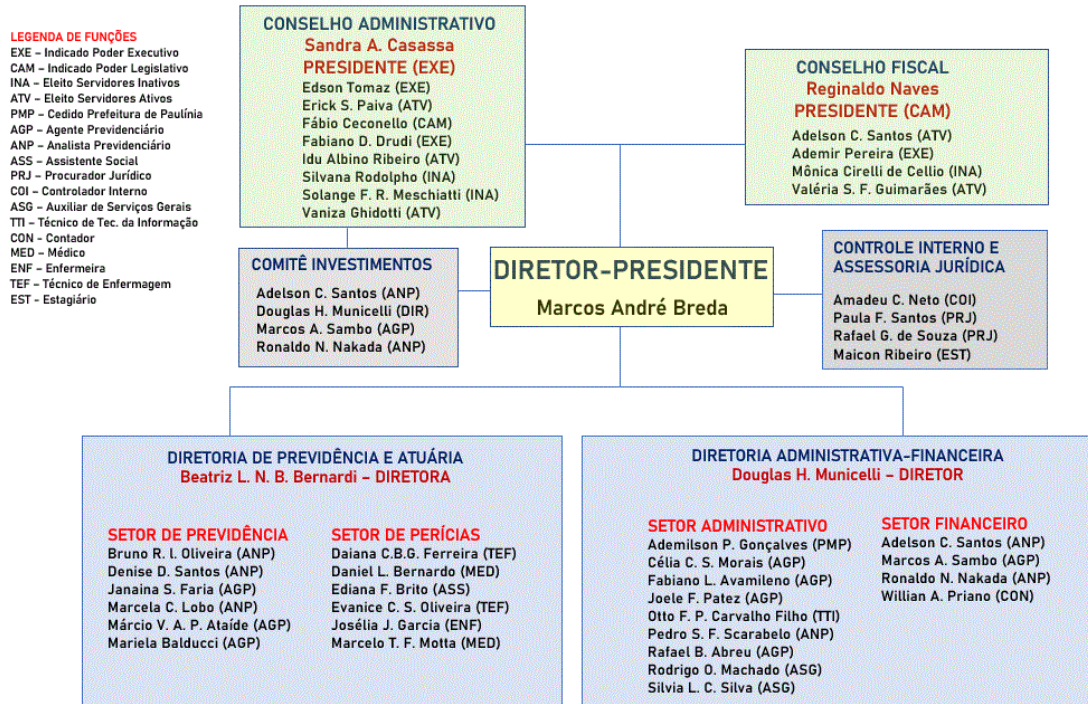 LEGENDA DE FUNÇÕES
EXE – Indicado Poder Executivo
CAM – Indicado Poder Legislativo
INA – Eleito Servidores Inativos
ATV – Eleito Servidores Ativos
PMP – Cedido Prefeitura de Paulínia
AGP – Agente Previdenciário
ANP – Analista Previdenciário
ASS – Assistente Social
PRJ – Procurador Jurídico
COI – Controlador Interno
ASG – Auxiliar de Serviços Gerais
TTI – Técnico de Tec. da Informação
CON - Contador
MED – Médico
ENF – Enfermeira
TEF – Técnico de Enfermagem
EST - Estagiário
CONSELHO ADMINISTRATIVO
Sandra A. Casassa
PRESIDENTE (EXE)
Edson Tomaz (EXE)
Erick S. Paiva (ATV)
Fábio Ceconello (CAM)
Fabiano D. Drudi (EXE)
Idu Albino Ribeiro (ATV)
Silvana Rodolpho (INA)
Solange F. R. Meschiatti (INA)
Vaniza Ghidotti (ATV)
CONSELHO FISCAL
Reginaldo Naves
PRESIDENTE (CAM)
Adelson C. Santos (ATV)
Ademir Pereira (EXE)
Mônica Cirelli de Cellio (INA)
Valéria S. F. Guimarães (ATV)
COMITÊ INVESTIMENTOS
Adelson C. Santos (ANP)
Douglas H. Municelli (DIR)
Marcos A. Sambo (AGP)
Ronaldo N. Nakada (ANP)
DIRETOR-PRESIDENTE
Marcos André Breda
CONTROLE INTERNO E
ASSESSORIA JURÍDICA
Amadeu C. Neto (COI)
Paula F. Santos (PRJ)
Rafael G. de Souza (PRJ)
Maicon Ribeiro (EST)
DIRETORIA DE PREVIDÊNCIA E ATUÁRIA
Beatriz L. N. B. Bernardi – DIRETORA
SETOR DE PREVIDÊNCIA
Bruno R. l. Oliveira (ANP)
Denise D. Santos (ANP)
Janaina S. Faria (AGP)
Marcela C. Lobo (ANP)
Márcio V. A. P. Ataíde (AGP)
Mariela Balducci (AGP)
SETOR DE PERÍCIAS
Daiana C.B.G. Ferreira (TEF)
Daniel L. Bernardo (MED)
Ediana F. Brito (ASS)
Evanice C. S. Oliveira (TEF)
Josélia J. Garcia (ENF)
Marcelo T. F. Motta (MED)
DIRETORIA ADMINISTRATIVA-FINANCEIRA
Douglas H. Municelli – DIRETOR
SETOR ADMINISTRATIVO
Ademilson P. Gonçalves (PMP)
Célia C. S. Morais (AGP)
Fabiano L. Avamileno (AGP)
Joele F. Patez (AGP)
Otto F. P. Carvalho Filho (TTI)
Pedro S. F. Scarabelo (ANP)
Rafael B. Abreu (AGP)
Rodrigo O. Machado (ASG)
Silvia L. C. Silva (ASG)
SETOR FINANCEIRO
Adelson C. Santos (ANP)
Marcos A. Sambo (AGP)
Ronaldo N. Nakada (ANP)
Willian A. Priano (CON)